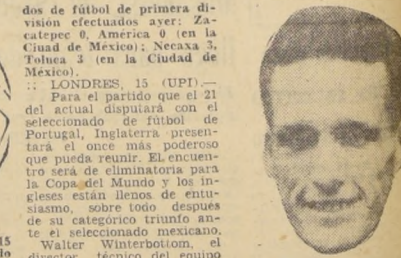 dos de fútbol de primera di-
visión efectuados ayer: Za-
catepec 0, América 0 (en la
Ciuad de México); Necaxa 3,
Toluca 3 (en la Ciudad de
México).
:: LONDRES, 15 (UPI).—
Para el partido que el 21
del actual disputará con el
seleccionado de fútbol de
Portugal, Inglaterra presen-
tará el once más poderoso
que pueda reunir. EL encuen-
tro será de eliminatoria para
la Copa del Mundo y los in-
gleses están llenos de entu-
siasmo, sobre todo después
de su categórico triunfo an-
te el seleccionado mexicano.
15
lo
Walter Winterbottom, el
director técnico del equipo